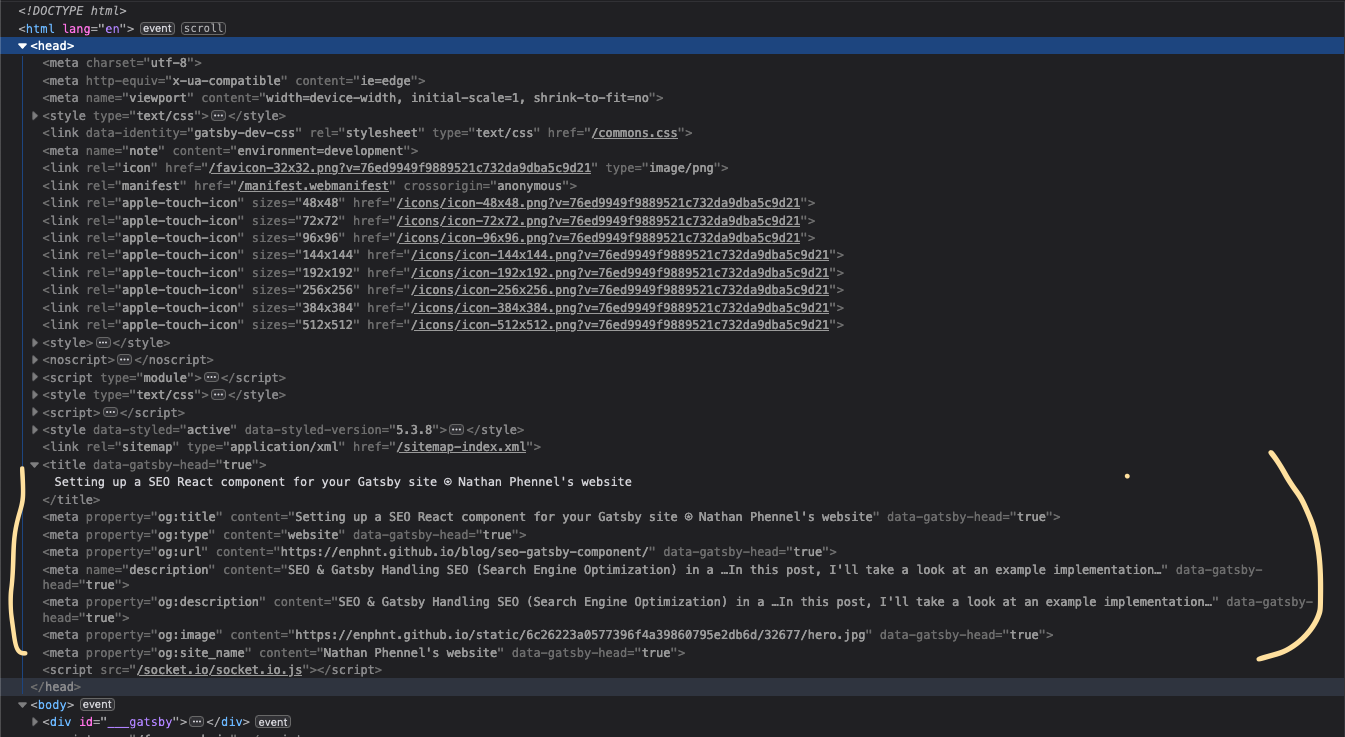 <!DOCTYPE html>
<html lang="en"> event scroll
<head>
<meta charset="utf-8">
<meta http-equiv="x-ua-compatible" content="ie=edge">
<meta name="viewport" content="width=device-width, initial-scale=1, shrink-to-fit=no">
<style type="text/css">⋯</style>
<link data-identity="gatsby-dev-css" rel="stylesheet" type="text/css" href="/commons.css">
<meta name="note" content="environment=development">
<link rel="icon" href="/favicon-32x32.png?v=76ed9949f9889521c732da9dba5c9d21" type="image/png">
<link rel="manifest" href="/manifest.webmanifest" crossorigin="anonymous">
<link rel="apple-touch-icon" sizes="48x48" href="/icons/icon-48x48.png?v=76ed9949f9889521c732da9dba5c9d21">
<link rel="apple-touch-icon" sizes="72x72" href="/icons/icon-72x72.png?v=76ed9949f9889521c732da9dba5c9d21">
<link rel="apple-touch-icon" sizes="96x96" href="/icons/icon-96x96.png?v=76ed9949f9889521c732da9dba5c9d21">
<link rel="apple-touch-icon" sizes="144x144" href="/icons/icon-144x144.png?v=76ed9949f9889521c732da9dba5c9d21">
<link rel="apple-touch-icon" sizes="192x192" href="/icons/icon-192x192.png?v=76ed9949f9889521c732da9dba5c9d21">
<link rel="apple-touch-icon" sizes="256x256" href="/icons/icon-256x256.png?v=76ed9949f9889521c732da9dba5c9d21">
<link rel="apple-touch-icon" sizes="384x384" href="/icons/icon-384x384.png?v=76ed9949f9889521c732da9dba5c9d21">
<link rel="apple-touch-icon" sizes="512x512" href="/icons/icon-512x512.png?v=76ed9949f9889521c732da9dba5c9d21">
<style>⋯</style>
<noscript>⋯</noscript>
<script type="module">⋯</script>
<style type="text/css">⋯</style>
<script>⋯</script>
<style data-styled="active" data-styled-version="5.3.8">⋯</style>
<link rel="sitemap" type="application/xml" href="/sitemap-index.xml">
<title data-gatsby-head="true">
Setting up a SEO React component for your Gatsby site ⊙ Nathan Phennel's website
</title>
<meta property="og:title" content="Setting up a SEO React component for your Gatsby site ⊙ Nathan Phennel's website" data-gatsby-head="true">
<meta property="og:type" content="website" data-gatsby-head="true">
<meta property="og:url" content="https://enphnt.github.io/blog/seo-gatsby-component/" data-gatsby-head="true">
<meta name="description" content="SEO & Gatsby Handling SEO (Search Engine Optimization) in a …In this post, I'll take a look at an example implementation…" data-gatsby-
head="true">
<meta property="og:description" content="SEO & Gatsby Handling SEO (Search Engine Optimization) in a …In this post, I'll take a look at an example implementation…" data-gatsby-
head="true">
<meta property="og:image" content="https://enphnt.github.io/static/6c26223a0577396f4a39860795e2db6d/32677/hero.jpg" data-gatsby-head="true">
<meta property="og:site_name" content="Nathan Phennel's website" data-gatsby-head="true">
<script src="/socket.io/socket.io.js"></script>
</head>
<body> event
<div id="___gatsby">⋯</div> event